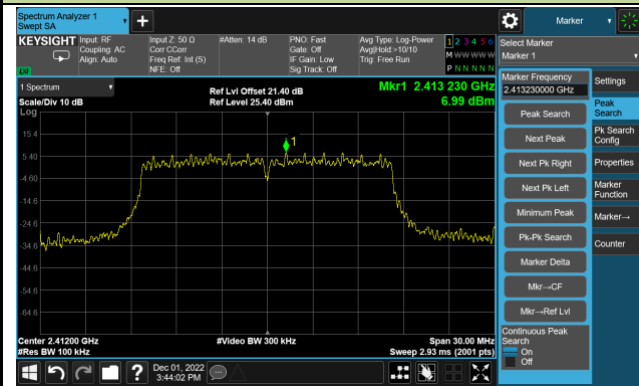 Spectrum Analyzer 1
Swept SA
Marker
KEYSIGHT
Input: RF
Coupling: AC
Align: Auto
Input Z: 50 Ω
Corr CCorr
Freq Ref: Int (S)
NFE: Off
#Atten: 14 dB
PNO: Fast
Gate: Off
IF Gain: Low
Sig Track: Off
Avg Type: Log-Power
Avg|Hold:>10/10
Trig: Free Run
1 2 3 4 5 6
M W W W W W
P N N N N N
Select Marker
Marker 1
1 Spectrum
Scale/Div 10 dB
Log
Ref Lvl Offset 21.40 dB
Ref Level 25.40 dBm
Mkr1 2.413 230 GHz
6.99 dBm
15.4
5.40
-4.60
-14.6
-24.6
-34.6
-44.6
-54.6
-64.6
1
Center 2.41200 GHz
#Res BW 100 kHz
#Video BW 300 kHz
Span 30.00 MHz
Sweep 2.93 ms (2001 pts)
Marker Frequency
2.413230000 GHz
Peak Search
Next Peak
Next Pk Right
Next Pk Left
Minimum Peak
Pk-Pk Search
Marker Delta
Mkr→CF
Mkr→Ref Lvl
Continuous Peak
Search
On
Off
Settings
Peak
Search
Pk Search
Config
Properties
Marker
Function
Marker→
Counter
Dec 01, 2022
3:44:02 PM